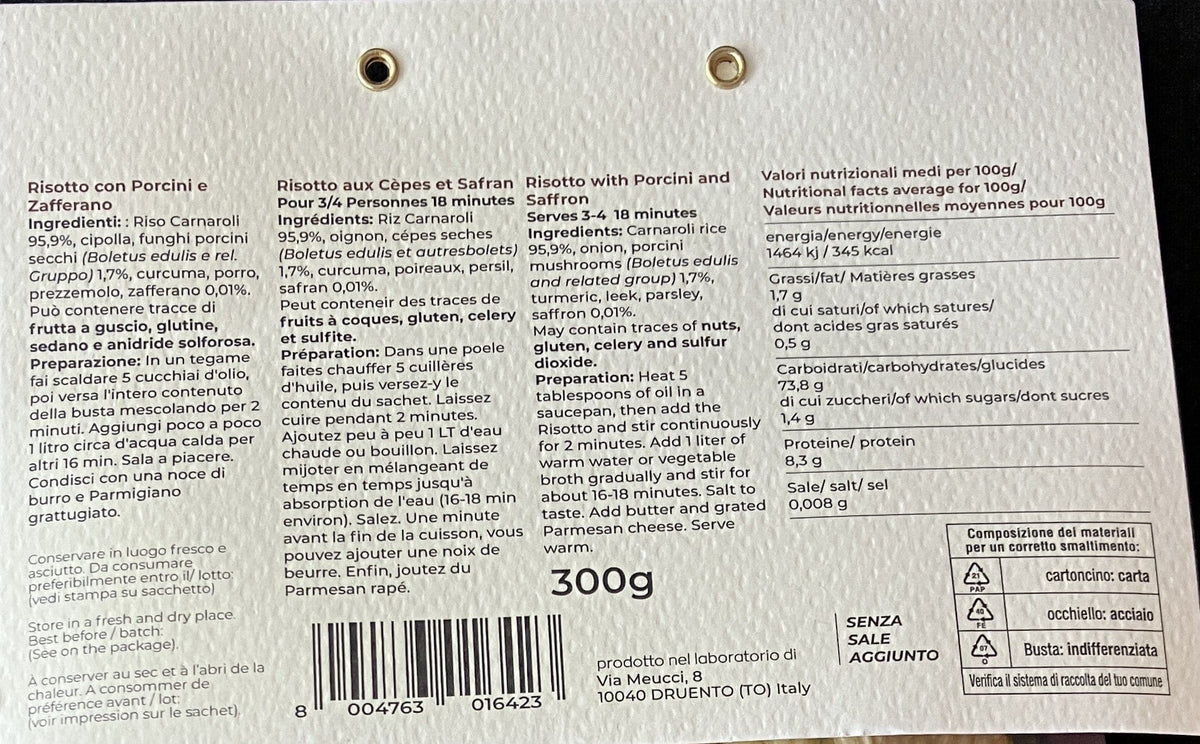 Risotto con Porcini e
Zafferano
Ingredienti: : Riso Carnaroli
95,9%, cipolla, funghi porcini
secchi (Boletus edulis e rel.
Gruppo) 1,7%, curcuma, porro,
prezzemolo, zafferano 0,01%.
Può contenere tracce di
frutta a guscio, glutine,
sedano e anidride solforosa.
Preparazione: In un tegame
fai scaldare 5 cucchiai d'olio,
poi versa l'intero contenuto
della busta mescolando per 2
minuti. Aggiungi poco a poco
1 litro circa d'acqua calda per
altri 16 min. Sala a piacere.
Condisci con una noce di
burro e Parmigiano
grattugiato.
Conservare in luogo fresco e
asciutto. Da consumare
preferibilmente entro il/ lotto:
(vedi stampa su sacchetto)
Store in a fresh and dry place.
Best before / batch:
(See on the package).
À conserver au sec et à l'abri de la
chaleur. A consommer de
préférence avant / lot:
(voir impression sur le sachet).
Risotto aux Cèpes et Safran
Pour 3/4 Personnes 18 minutes
Ingrédients: Riz Carnaroli
95,9%, oignon, cépes seches
(Boletus edulis et autresbolets)
1,7%, curcuma, poireaux, persil,
safran 0,01%.
Peut conteneir des traces de
fruits à coques, gluten, celery
et sulfite.
Préparation: Dans une poele
faites chauffer 5 cuillères
d'huile, puis versez-y le
contenu du sachet. Laissez
cuire pendant 2 minutes.
Ajoutez peu à peu 1 LT d'eau
chaude ou bouillon. Laissez
mijoter en mélangeant de
temps en temps jusqu'à
absorption de l'eau (16-18 min
environ). Salez. Une minute
avant la fin de la cuisson, vous
pouvez ajouter une noix de
beurre. Enfin, joutez du
Parmesan rapé.
8 004763 016423
Risotto with Porcini and
Saffron
Serves 3-4 18 minutes
Ingredients: Carnaroli rice
95,9%, onion, porcini
mushrooms (Boletus edulis
and related group) 1,7%,
turmeric, leek, parsley,
saffron 0,01%.
May contain traces of nuts,
gluten, celery and sulfur
dioxide.
Preparation: Heat 5
tablespoons of oil in a
saucepan, then add the
Risotto and stir continuously
for 2 minutes. Add 1 liter of
warm water or vegetable
broth gradually and stir for
about 16-18 minutes. Salt to
taste. Add butter and grated
Parmesan cheese. Serve
warm.
300g
prodotto nel laboratorio di
Via Meucci, 8
10040 DRUENTO (TO) Italy
Valori nutrizionali medi per 100g/
Nutritional facts average for 100g/
Valeurs nutritionnelles moyennes pour 100g
energia/energy/energie
1464 kj / 345 kcal
Grassi/fat/ Matières grasses
1,7 g
di cui saturi/of which satures/
dont acides gras saturés
0,5 g
Carboidrati/carbohydrates/glucides
73,8 g
di cui zuccheri/of which sugars/dont sucres
1,4 g
Proteine/ protein
8,3 g
Sale/ salt/ sel
0,008 g
SENZA
SALE
AGGIUNTO
Composizione dei materiali
per un corretto smaltimento:
21
PAP
cartoncino: carta
40
FE
occhiello: acciaio
07
O
Busta: indifferenziata
Verifica il sistema di raccolta del tuo comune